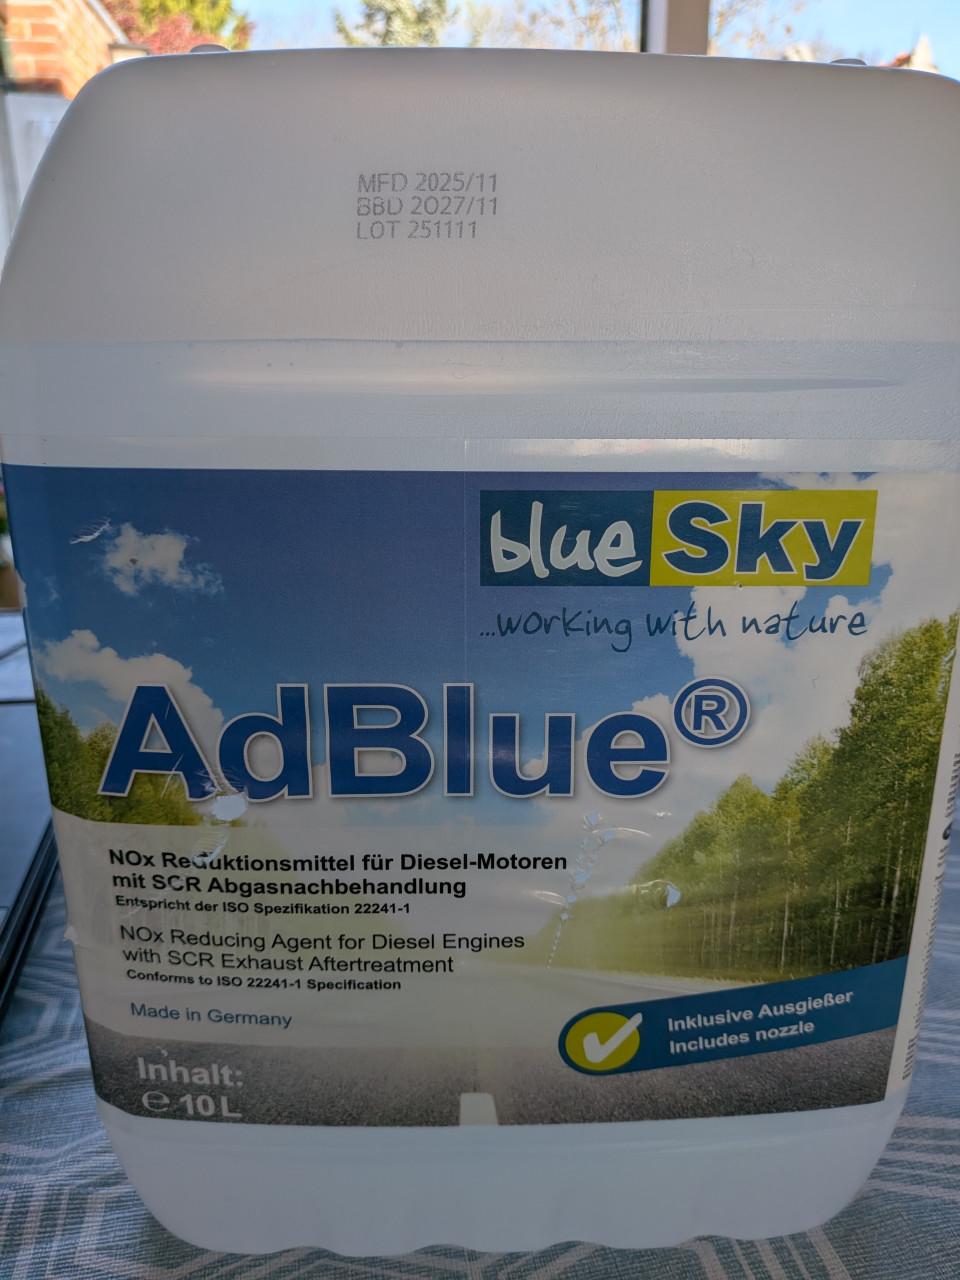 MFD 2025/11
BBD 2027/11
LOT 251111
blue Sky
...working with nature
AdBlue®
NOx Reduktionsmittel für Diesel-Motoren
mit SCR Abgasnachbehandlung
Entspricht der ISO Spezifikation 22241-1
NOx Reducing Agent for Diesel Engines
with SCR Exhaust Aftertreatment
Conforms to ISO 22241-1 Specification
Made in Germany
Inklusive Ausgießer
Includes nozzle
Inhalt:
℮ 10 L